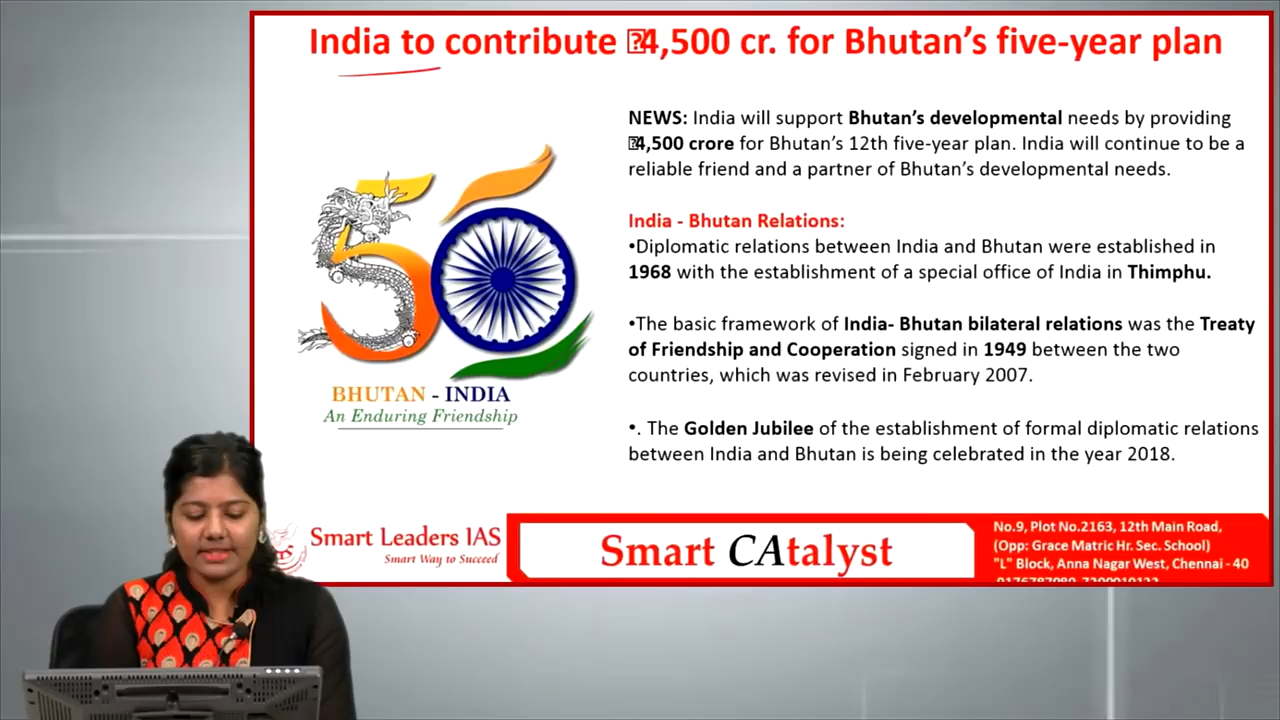 India to contribute 4,500 cr. for Bhutan's five-year plan
NEWS: India will support Bhutan's developmental needs by providing
4,500 crore for Bhutan's 12th five-year plan. India will continue to be a
reliable friend and a partner of Bhutan's developmental needs.
India - Bhutan Relations:
•Diplomatic relations between India and Bhutan were established in
1968 with the establishment of a special office of India in Thimphu.
•The basic framework of India- Bhutan bilateral relations was the Treaty
of Friendship and Cooperation signed in 1949 between the two
countries, which was revised in February 2007.
•. The Golden Jubilee of the establishment of formal diplomatic relations
between India and Bhutan is being celebrated in the year 2018.
50
BHUTAN - INDIA
An Enduring Friendship
Smart Leaders IAS
Smart Way to Succeed
Smart CAtalyst
No.9, Plot No.2163, 12th Main Road,
(Opp: Grace Matric Hr. Sec. School)
"L" Block, Anna Nagar West, Chennai - 40